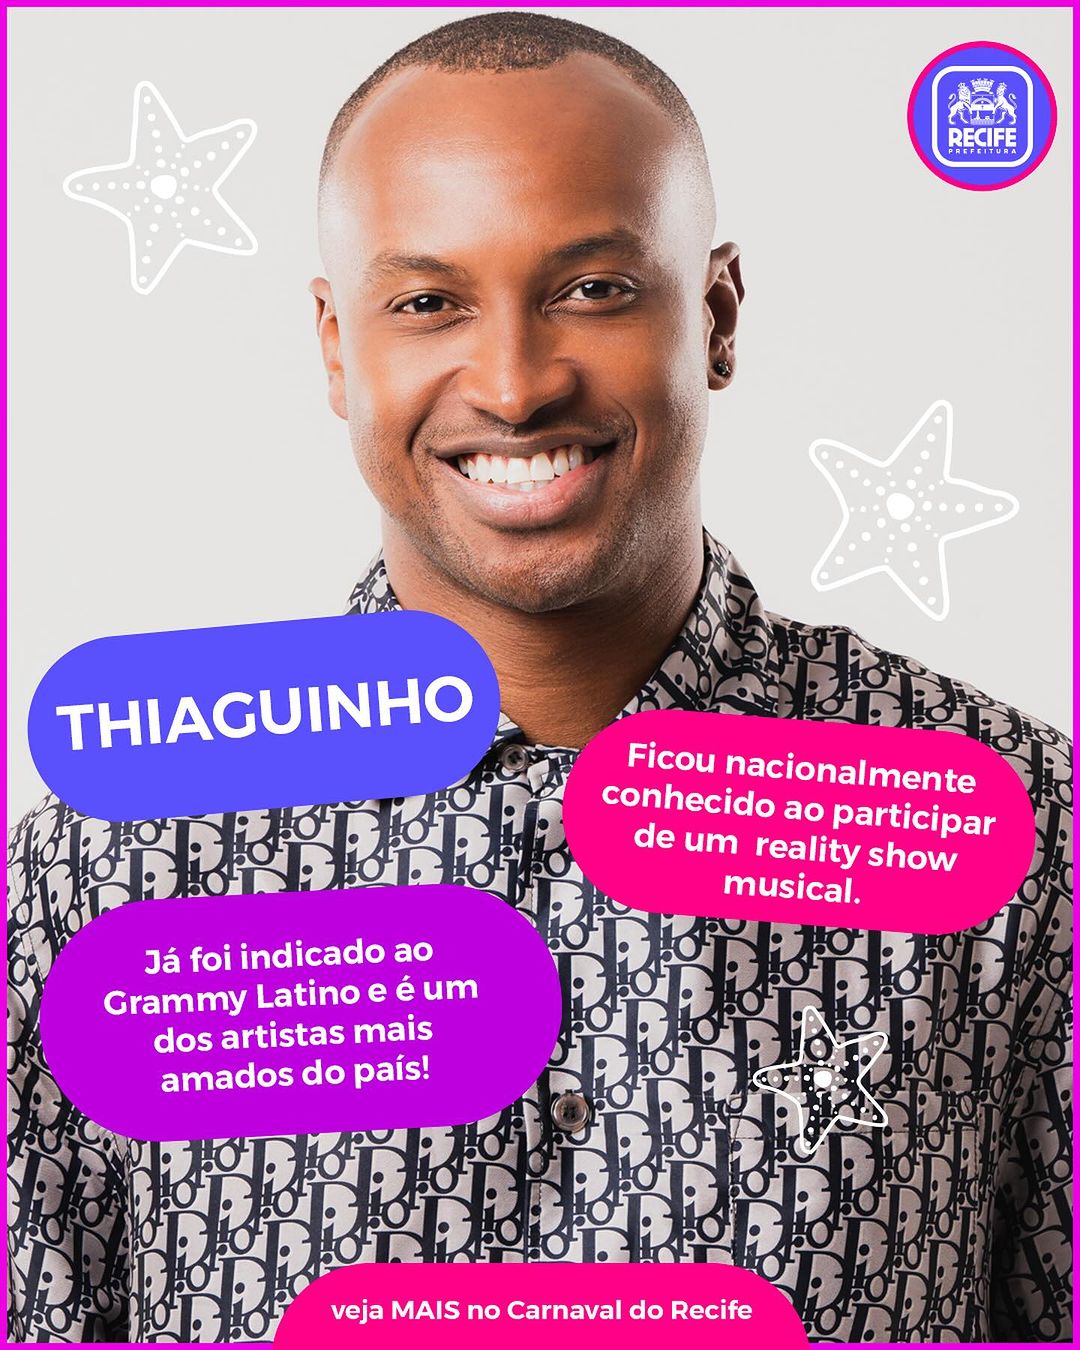 RECIFE
PREFEITURA
THIAGUINHO
Ficou nacionalmente
conhecido ao participar
de um reality show
musical.
Já foi indicado ao
Grammy Latino e é um
dos artistas mais
amados do país!
veja MAIS no Carnaval do Recife